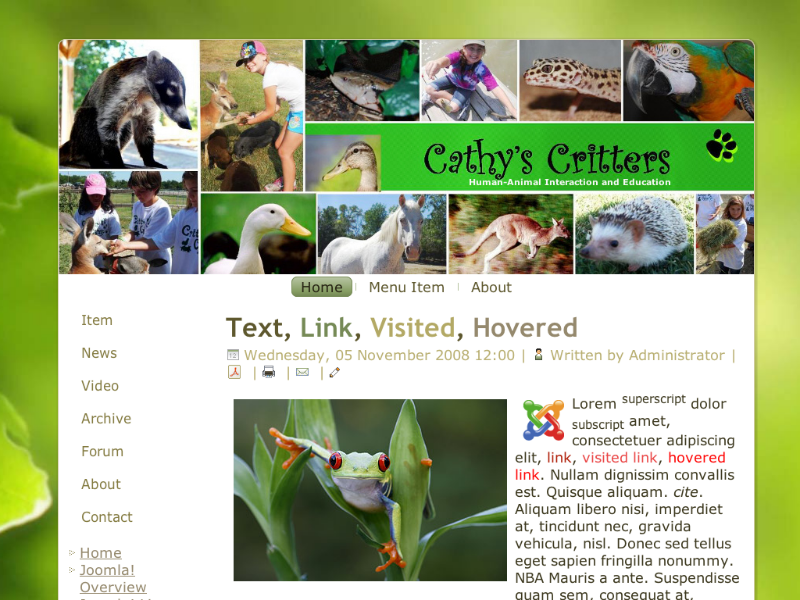 Cathy's Critters
Human-Animal Interaction and Education
Home
Menu Item
About
Item
News
Video
Archive
Forum
About
Contact
Home
Joomla!
Overview
Text, Link, Visited, Hovered
Wednesday, 05 November 2008 12:00 | Written by Administrator |
| | |
Lorem superscript dolor
subscript amet,
consectetuer adipiscing
elit, link, visited link, hovered
link. Nullam dignissim convallis
est. Quisque aliquam. cite.
Aliquam libero nisi, imperdiet
at, tincidunt nec, gravida
vehicula, nisl. Donec sed tellus
eget sapien fringilla nonummy.
NBA Mauris a ante. Suspendisse
quam sem, consequat at,